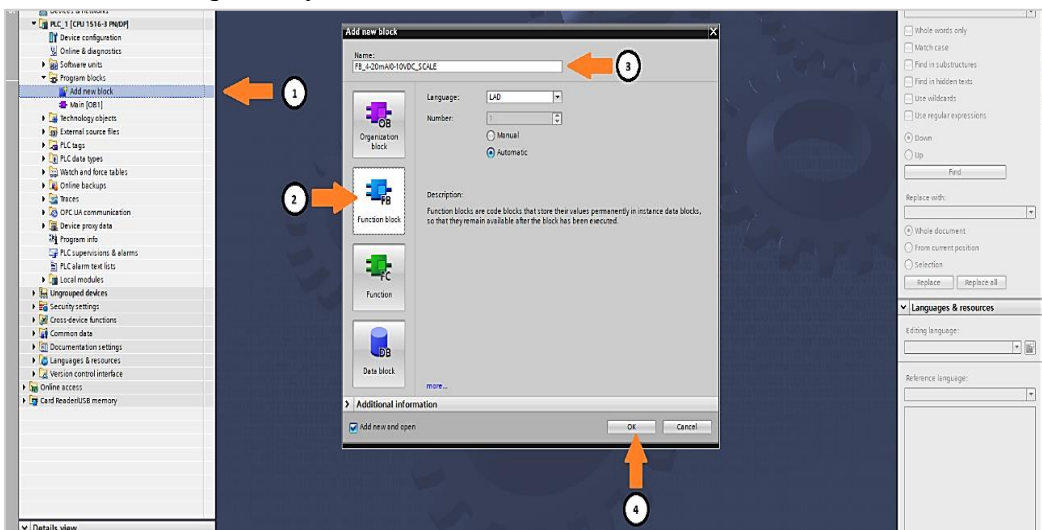 Devices & networks
PLC_1 [CPU 1516-3 PN/DP]
Device configuration
Online & diagnostics
Software units
Program blocks
Add new block
Main [OB1]
Technology objects
External source files
PLC tags
PLC data types
Watch and force tables
Online backups
Traces
OPC UA communication
Device proxy data
Program info
PLC supervisions & alarms
PLC alarm text lists
Local modules
Ungrouped devices
Security settings
Cross-device functions
Common data
Documentation settings
Languages & resources
Version control interface
Online access
Card Reader/USB memory
Details view
1
2
Add new block
X
Name:
FB_4-20mA/0-10VDC_SCALE
3
OB
Organization
block
FB
Function block
FC
Function
DB
Data block
Language:
LAD
Number:
1
Manual
Automatic
Description:
Function blocks are code blocks that store their values permanently in instance data blocks,
so that they remain available after the block has been executed.
more...
Additional information
Add new and open
OK
Cancel
4
Whole words only
Match case
Find in substructures
Find in hidden texts
Use wildcards
Use regular expressions
Down
Up
Find
Replace with:
Whole document
From current position
Selection
Replace
Replace all
Languages & resources
Editing language:
Reference language: